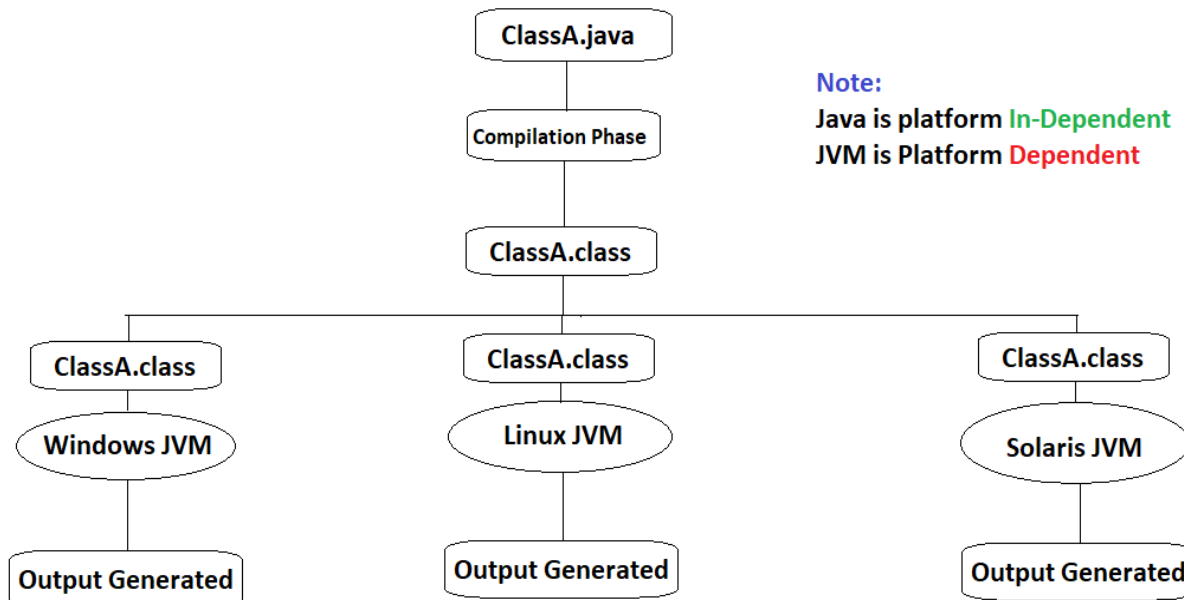 ClassA.java
Note:
Java is platform In-Dependent
JVM is Platform Dependent
Compilation Phase
ClassA.class
ClassA.class
ClassA.class
ClassA.class
Windows JVM
Linux JVM
Solaris JVM
Output Generated
Output Generated
Output Generated